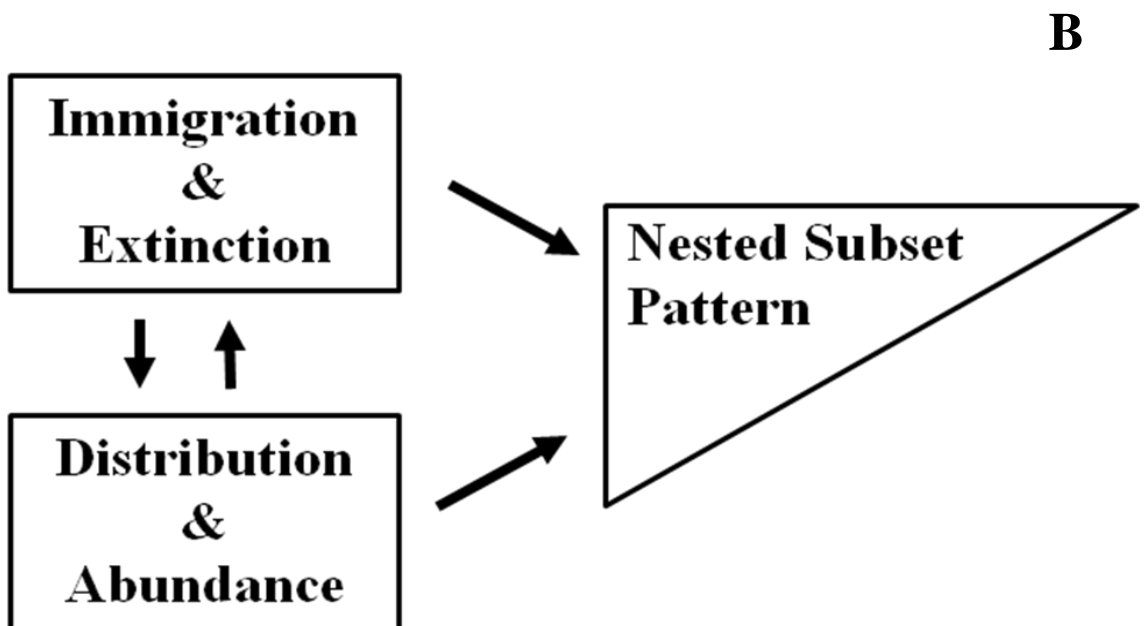 B
Immigration
&
Extinction
Nested Subset
Pattern
Distribution
&
Abundance